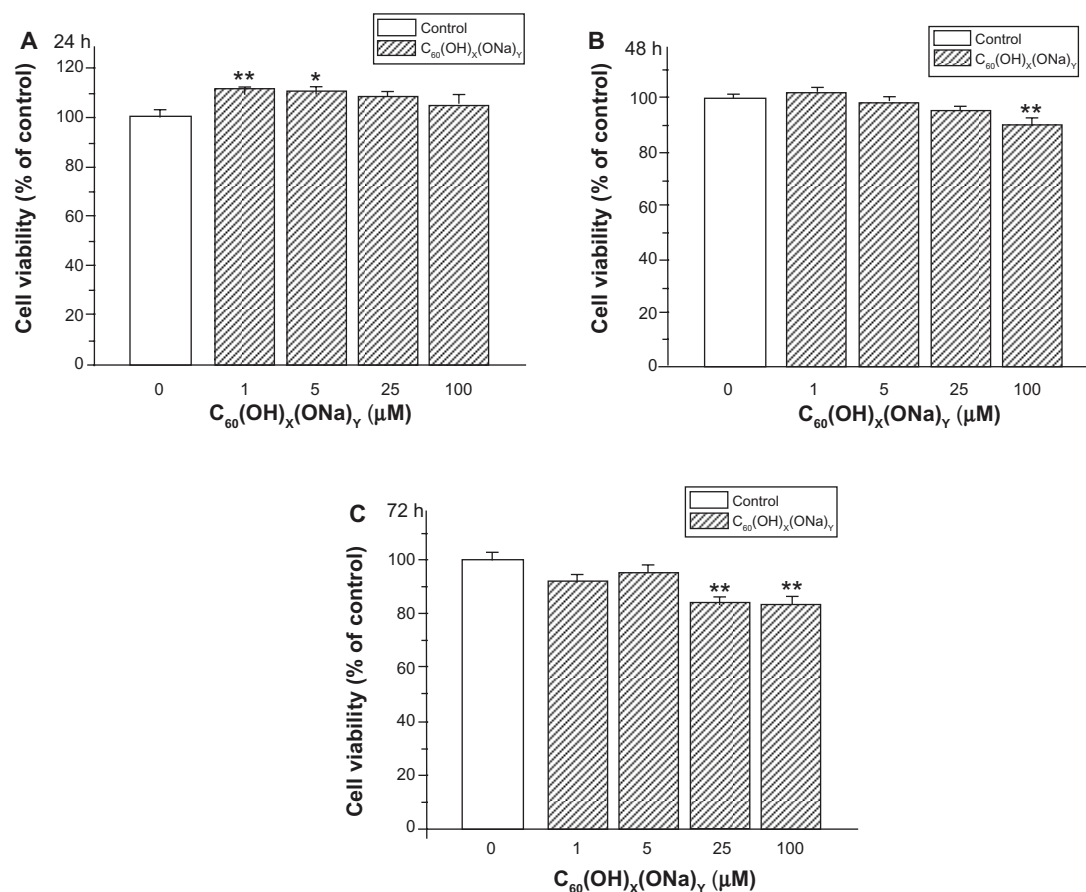 A
24 h
Control
C₆₀(OH)ₓ(ONa)ᵧ
Cell viability (% of control)
120
100
80
60
40
20
0
**
*
0 1 5 25 100
C₆₀(OH)ₓ(ONa)ᵧ (μM)
B
48 h
Control
C₆₀(OH)ₓ(ONa)ᵧ
Cell viability (% of control)
100
80
60
40
20
0
**
0 1 5 25 100
C₆₀(OH)ₓ(ONa)ᵧ (μM)
C
72 h
Control
C₆₀(OH)ₓ(ONa)ᵧ
Cell viability (% of control)
100
80
60
40
20
0
** **
0 1 5 25 100
C₆₀(OH)ₓ(ONa)ᵧ (μM)